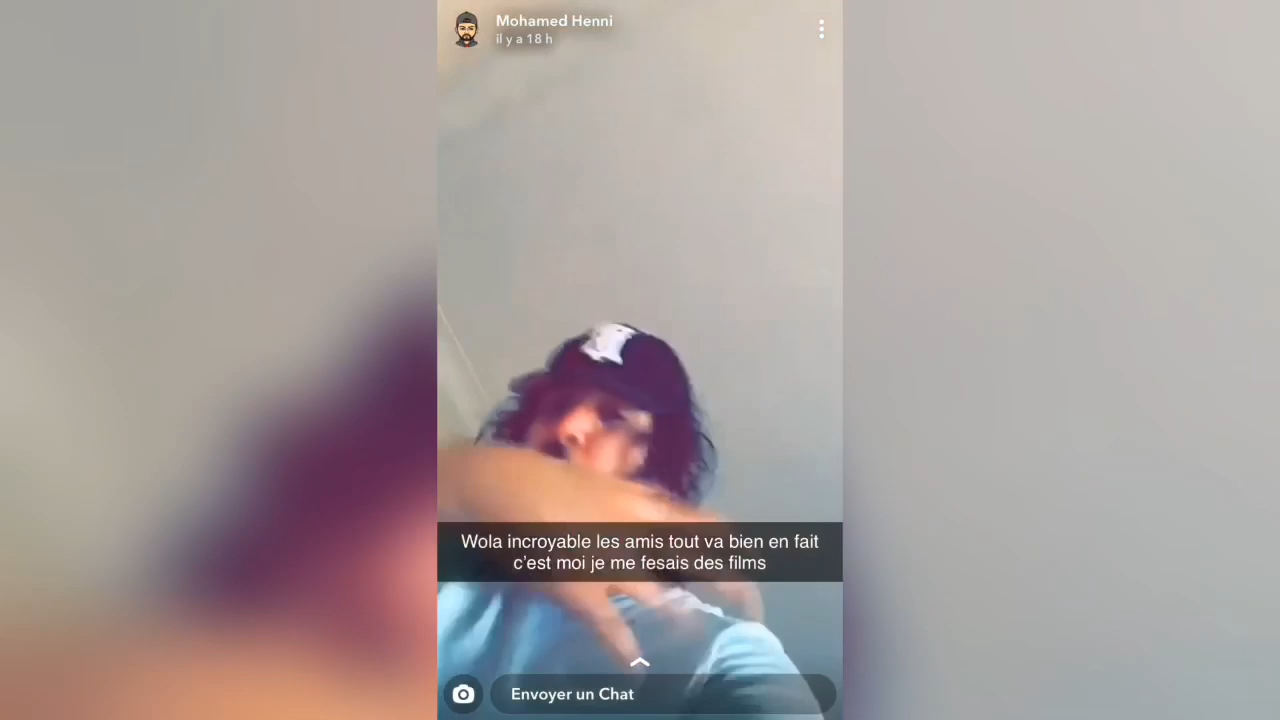 Mohamed Henni
il y a 18 h
Wola incroyable les amis tout va bien en fait
c'est moi je me fesais des films
Envoyer un Chat